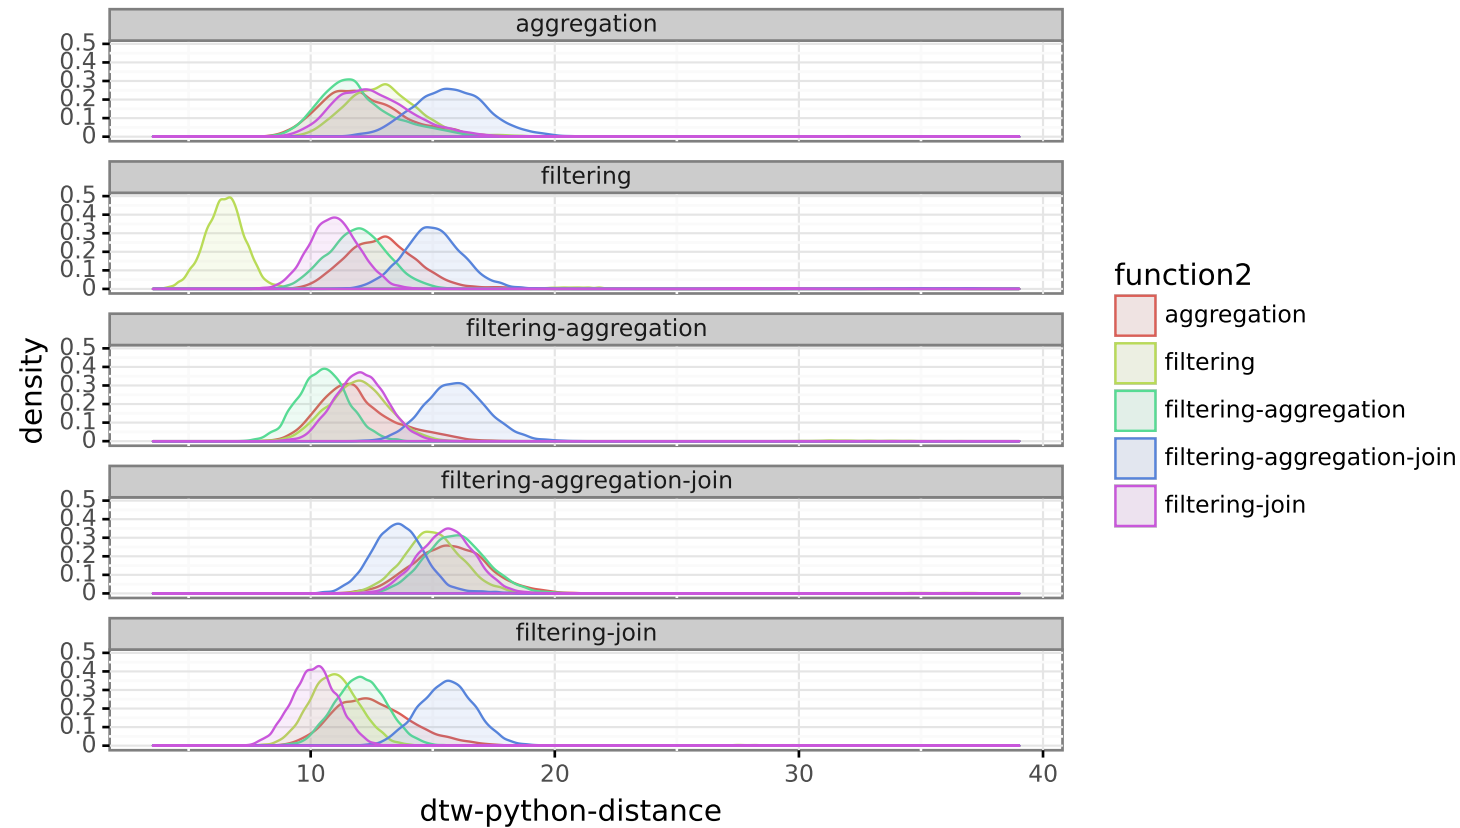 aggregation
0.5
0.4
0.3
0.2
0.1
0
filtering
0.5
0.4
0.3
0.2
0.1
0
filtering-aggregation
0.5
0.4
0.3
0.2
0.1
0
filtering-aggregation-join
0.5
0.4
0.3
0.2
0.1
0
filtering-join
0.5
0.4
0.3
0.2
0.1
0
10 20 30 40
dtw-python-distance
density
function2
aggregation
filtering
filtering-aggregation
filtering-aggregation-join
filtering-join